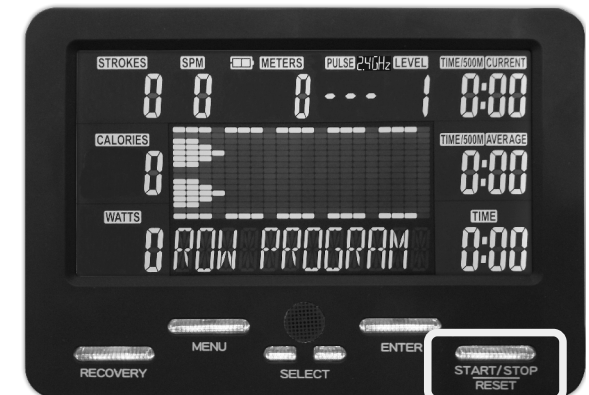 STROKES SPM METERS PULSE 2.4GHz LEVEL TIME/500M CURRENT
0 0 0 --- 1 0:00
CALORIES TIME/500M AVERAGE
0 0:00
WATTS TIME
0 ROW PROGRAM 0:00
MENU ENTER
RECOVERY SELECT START/STOP
RESET